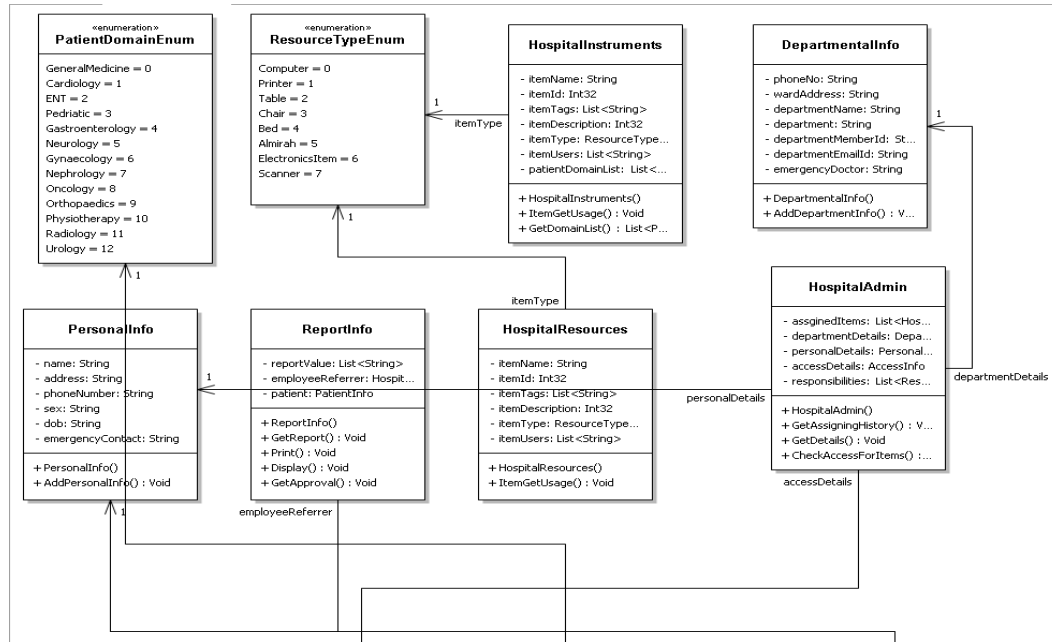 «enumeration»
PatientDomainEnum
GeneralMedicine = 0
Cardiology = 1
ENT = 2
Pedriatic = 3
Gastroenterology = 4
Neurology = 5
Gynaecology = 6
Nephrology = 7
Oncology = 8
Orthopaedics = 9
Physiotherapy = 10
Radiology = 11
Urology = 12
1
«enumeration»
ResourceTypeEnum
Computer = 0
Printer = 1
Table = 2
Chair = 3
Bed = 4
Almirah = 5
ElectronicsItem = 6
Scanner = 7
1
1
itemType
HospitalInstruments
- itemName: String
- itemId: Int32
- itemTags: List<String>
- itemDescription: Int32
- itemType: ResourceType...
- itemUsers: List<String>
- patientDomainList: List<...
+ HospitalInstruments()
+ ItemGetUsage() : Void
+ GetDomainList() : List<P...
DepartmentalInfo
- phoneNo: String
- wardAddress: String
- departmentName: String
- department: String
- departmentMemberId: St...
- departmentEmailId: String
- emergencyDoctor: String
+ DepartmentalInfo()
+ AddDepartmentInfo() : V...
1
PersonalInfo
- name: String
- address: String
- phoneNumber: String
- sex: String
- dob: String
- emergencyContact: String
+ PersonalInfo()
+ AddPersonalInfo() : Void
1
1
ReportInfo
- reportValue: List<String>
- employeeReferrer: Hospit...
- patient: PatientInfo
+ ReportInfo()
+ GetReport() : Void
+ Print() : Void
+ Display() : Void
+ GetApproval() : Void
employeeReferrer
itemType
HospitalResources
- itemName: String
- itemId: Int32
- itemTags: List<String>
- itemDescription: Int32
- itemType: ResourceType...
- itemUsers: List<String>
+ HospitalResources()
+ ItemGetUsage() : Void
personalDetails
HospitalAdmin
- assginedItems: List<Hos...
- departmentDetails: Depa...
- personalDetails: Personal...
- accessDetails: AccessInfo
- responsibilities: List<Res...
+ HospitalAdmin()
+ GetAssigningHistory() : V...
+ GetDetails() : Void
+ CheckAccessForItems() :...
departmentDetails
accessDetails